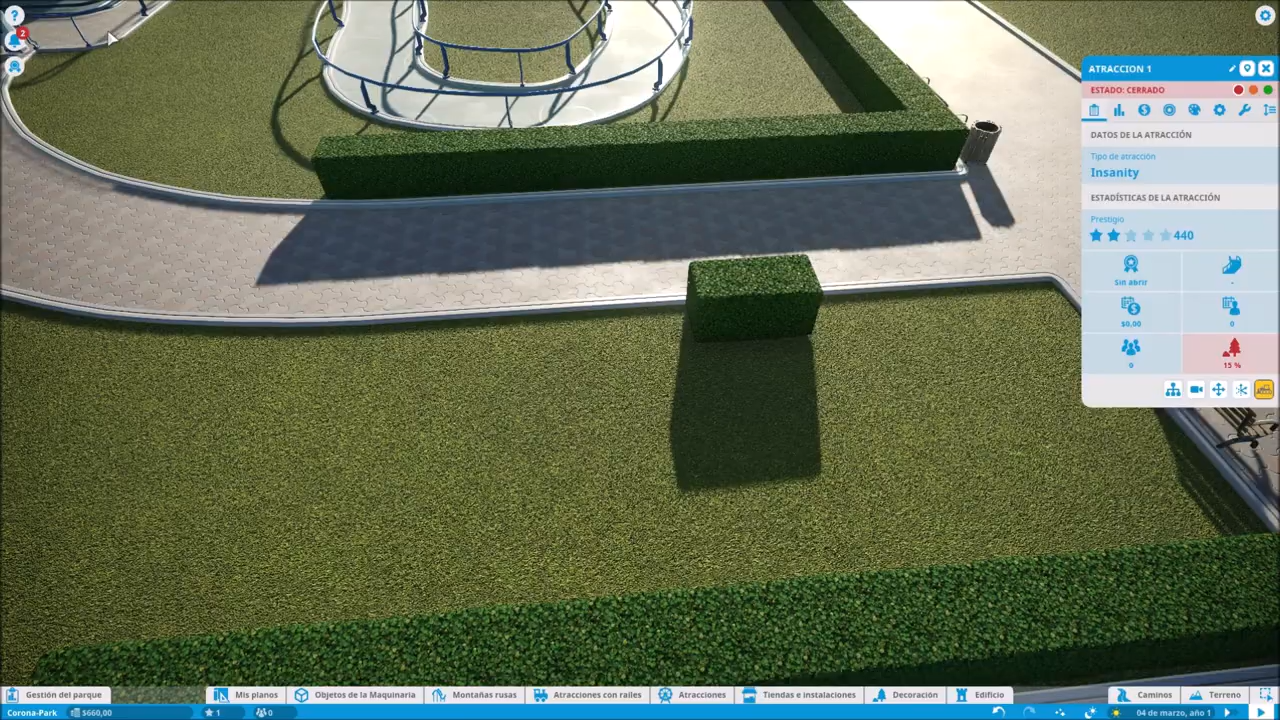 ?
2
ATRACCION 1
ESTADO: CERRADO
DATOS DE LA ATRACCIÓN
Tipo de atracción
Insanity
ESTADÍSTICAS DE LA ATRACCIÓN
Prestigio
440
Sin abrir
-
$0,00
0
0
15 %
Gestión del parque
Mis planos
Objetos de la Maquinaria
Montañas rusas
Atracciones con raíles
Atracciones
Tiendas e instalaciones
Decoración
Edificio
Caminos
Terreno
Corona-Park
$660,00
1
0
04 de marzo, año 1